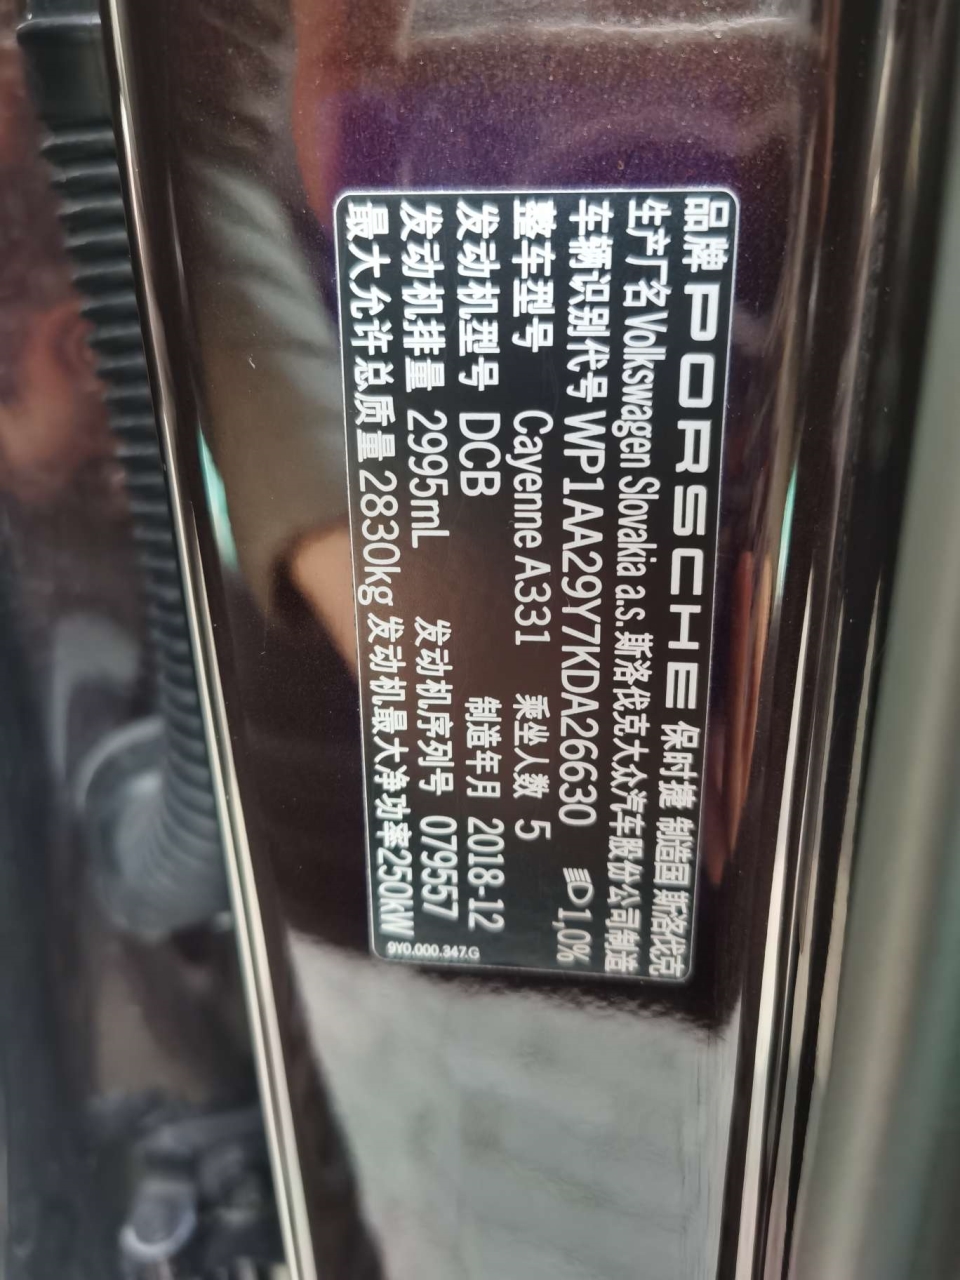 品牌 PORSCHE 保时捷 制造国 斯洛伐克
生产厂名 Volkswagen Slovakia a.s. 斯洛伐克大众汽车股份公司制造
车辆识别代号 WP1AA29Y7KDA26630 1,0%
整车型号 Cayenne A331 乘坐人数 5
发动机型号 DCB 制造年月 2018-12
发动机排量 2995mL 发动机序列号 079557
最大允许总质量 2830kg 发动机最大净功率250kW
9Y0.000.347.G